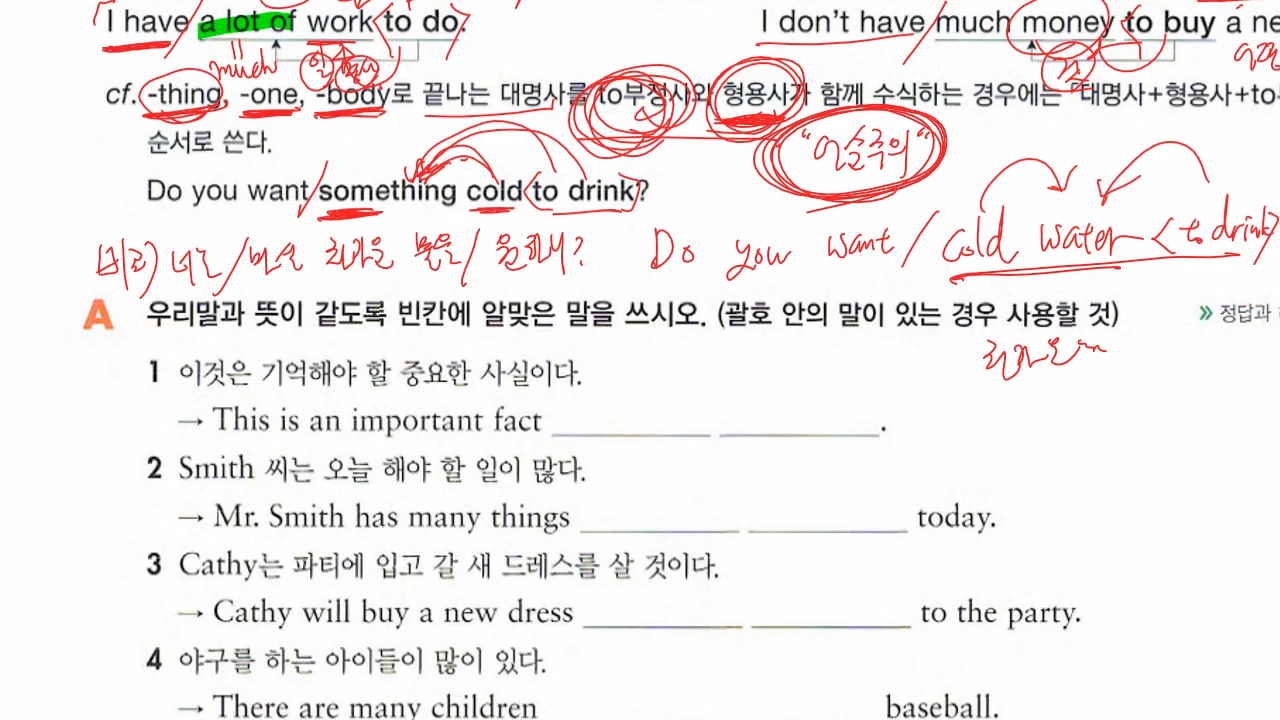 I have a lot of work to do. I don't have much money to buy a ne
much 일
cf. -thing, -one, -body로 끝나는 대명사를 to부정사와 형용사가 함께 수식하는 경우에는 “대명사+형용사+to부
순서로 쓴다. “어순주의“
Do you want something cold to drink?
너는 / 마실 차가운 / 원하니? Do you want / cold water < to drink
A 우리말과 뜻이 같도록 빈칸에 알맞은 말을 쓰시오. (괄호 안의 말이 있는 경우 사용할 것) » 정답과
1 이것은 기억해야 할 중요한 사실이다.
→ This is an important fact ________ ________.
2 Smith 씨는 오늘 해야 할 일이 많다.
→ Mr. Smith has many things ________ ________ today.
3 Cathy는 파티에 입고 갈 새 드레스를 살 것이다.
→ Cathy will buy a new dress ________ ________ to the party.
4 야구를 하는 아이들이 많이 있다.
→ There are many children baseball.